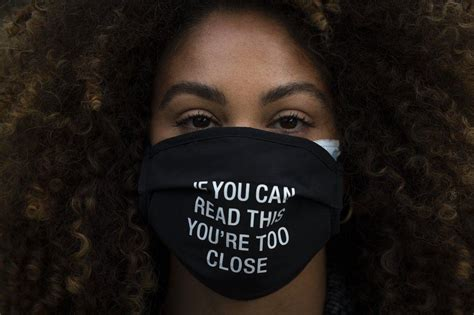 IF YOU CAN
READ THIS
YOU'RE TOO
CLOSE